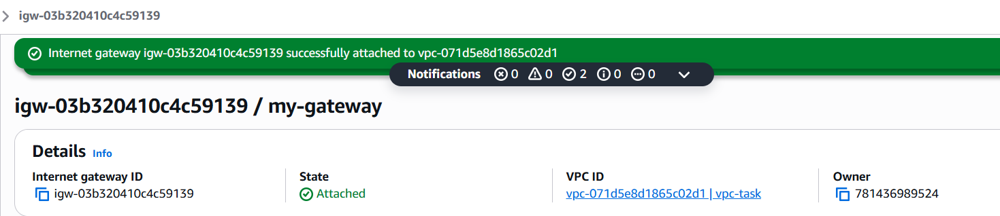 igw-03b320410c4c59139
Internet gateway igw-03b320410c4c59139 successfully attached to vpc-071d5e8d1865c02d1
Notifications 0 0 2 0 0
igw-03b320410c4c59139 / my-gateway
Details Info
Internet gateway ID State VPC ID Owner
igw-03b320410c4c59139 Attached vpc-071d5e8d1865c02d1 | vpc-task 781436989524